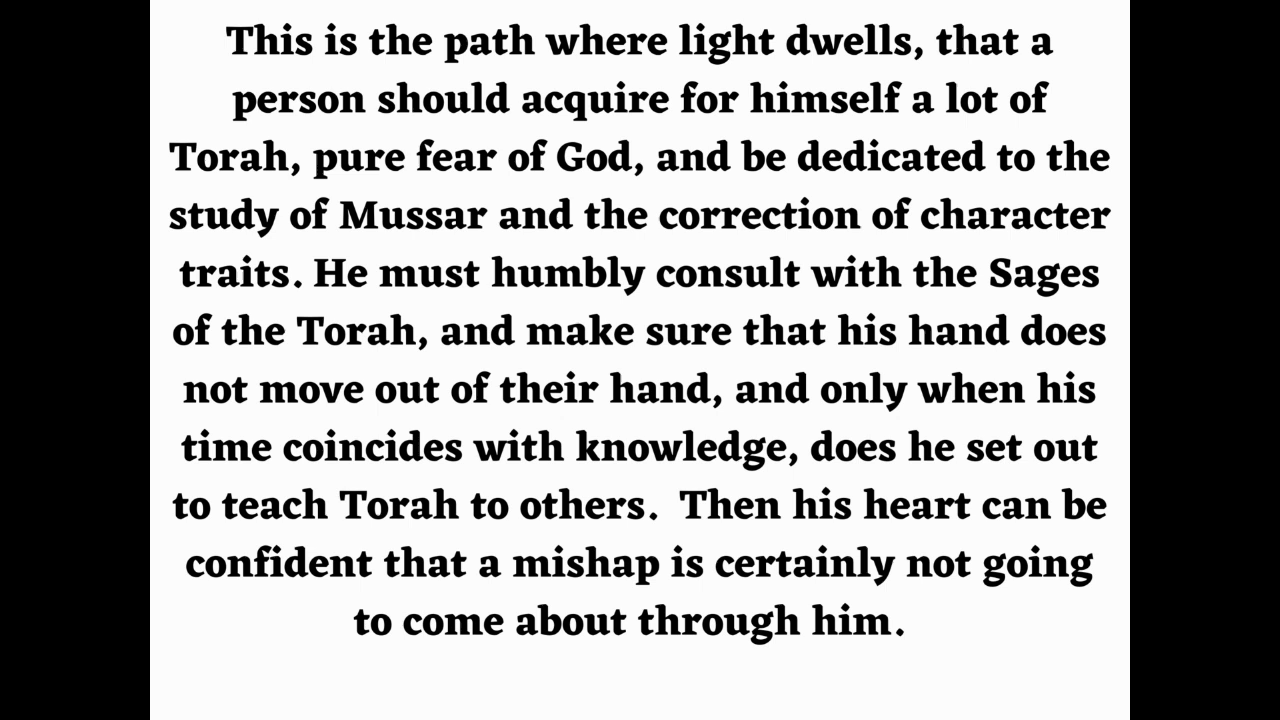 This is the path where light dwells, that a
person should acquire for himself a lot of
Torah, pure fear of God, and be dedicated to the
study of Mussar and the correction of character
traits. He must humbly consult with the Sages
of the Torah, and make sure that his hand does
not move out of their hand, and only when his
time coincides with knowledge, does he set out
to teach Torah to others.  Then his heart can be
confident that a mishap is certainly not going
to come about through him.